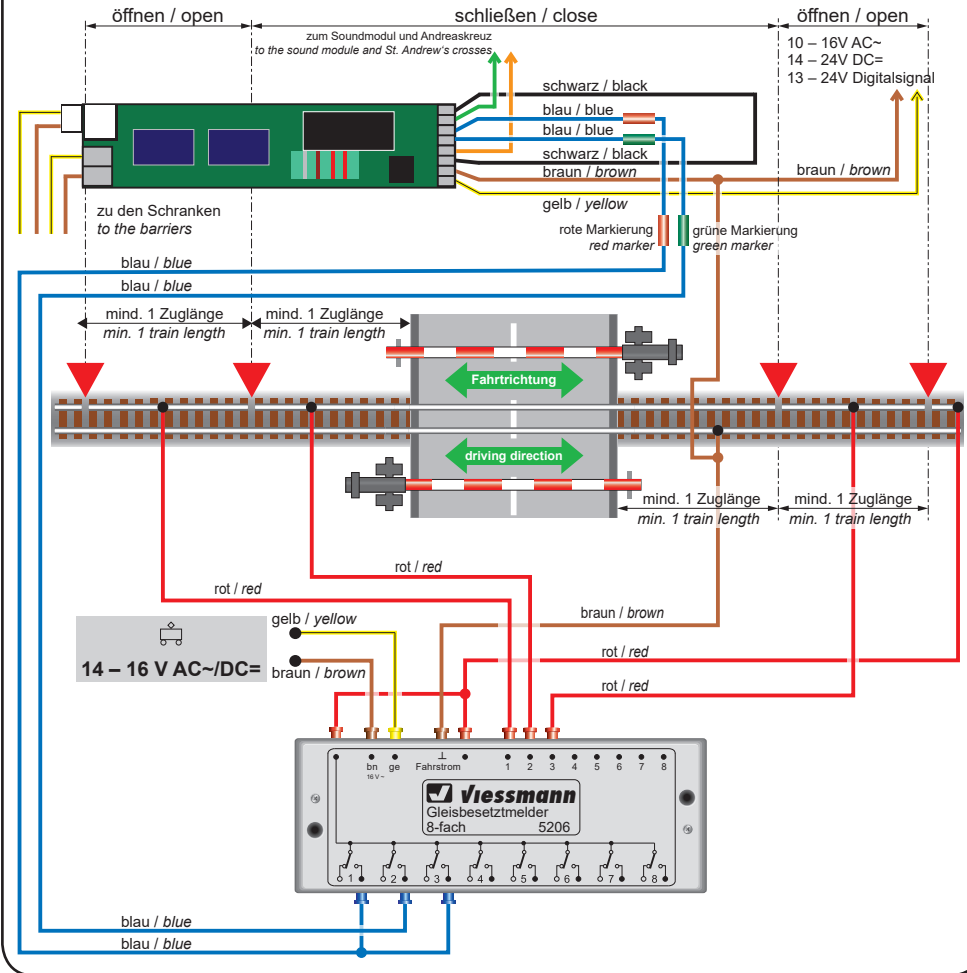 öffnen / open
schließen / close
öffnen / open
zum Soundmodul und Andreaskreuz
to the sound module and St. Andrew's crosses
10 – 16V AC~
14 – 24V DC=
13 – 24V Digitalsignal
schwarz / black
blau / blue
blau / blue
schwarz / black
braun / brown
braun / brown
gelb / yellow
zu den Schranken
to the barriers
rote Markierung
red marker
grüne Markierung
green marker
blau / blue
blau / blue
mind. 1 Zuglänge
min. 1 train length
mind. 1 Zuglänge
min. 1 train length
Fahrtrichtung
driving direction
mind. 1 Zuglänge
min. 1 train length
mind. 1 Zuglänge
min. 1 train length
rot / red
rot / red
braun / brown
gelb / yellow
14 – 16 V AC~/DC=
braun / brown
rot / red
rot / red
bn
16 V ~
ge
Fahrstrom
1 2 3 4 5 6 7 8
Viessmann
Gleisbesetztmelder
8-fach 5206
1 2 3 4 5 6 7 8
blau / blue
blau / blue